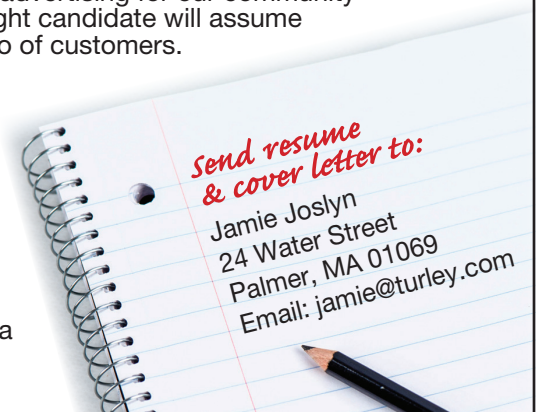 advertising for our community
ght candidate will assume
o of customers.
Send resume
& cover letter to:
Jamie Joslyn
24 Water Street
Palmer, MA 01069
Email: jamie@turley.com
a